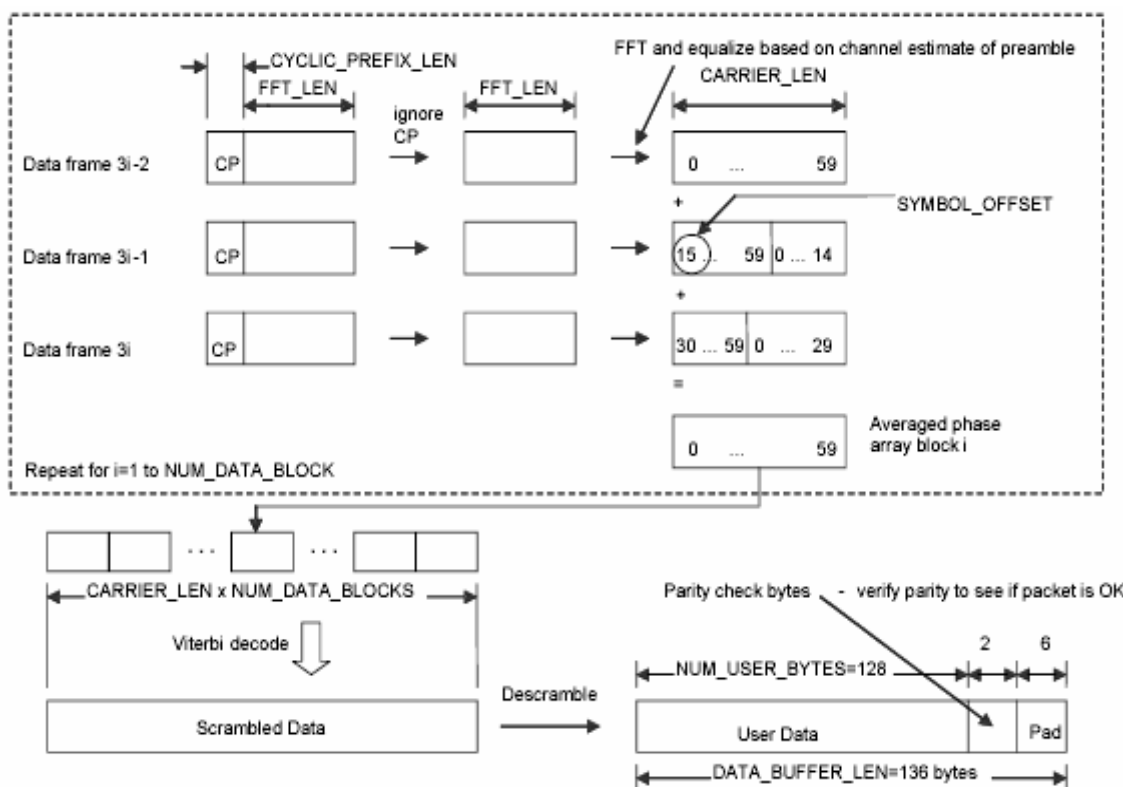 FFT and equalize based on channel estimate of preamble
CYCLIC_PREFIX_LEN
CARRIER_LEN
FFT_LEN
ignore
CP
FFT_LEN
Data frame 3i-2
CP
0 ... 59
+
SYMBOL_OFFSET
Data frame 3i-1
CP
15 ... 59 0 ... 14
+
Data frame 3i
CP
30 ... 59 0 ... 29
=
0 ... 59
Averaged phase
array block i
Repeat for i=1 to NUM_DATA_BLOCK
... ...
CARRIER_LEN x NUM_DATA_BLOCKS
Parity check bytes - verify parity to see if packet is OK
Viterbi decode
2 6
NUM_USER_BYTES=128
Descramble
Scrambled Data
User Data
Pad
DATA_BUFFER_LEN=136 bytes